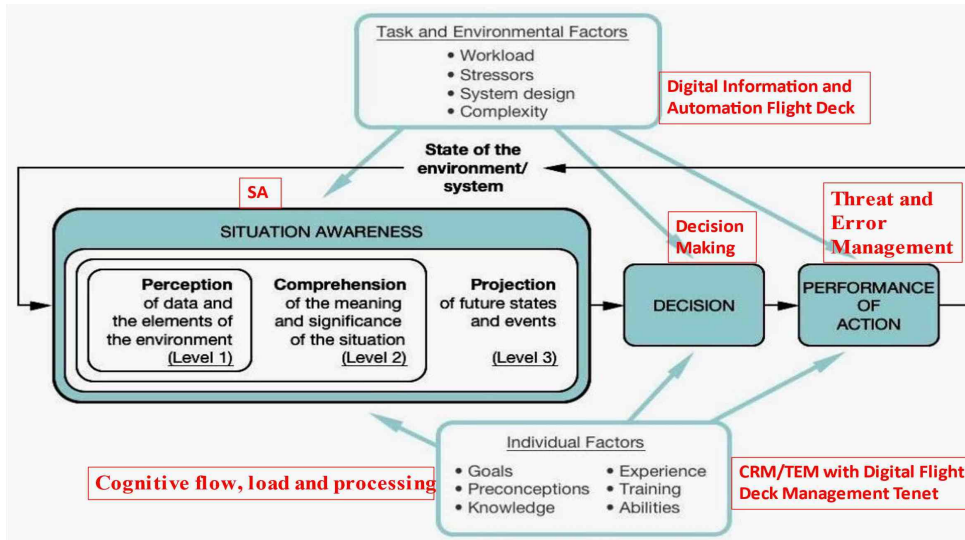 Task and Environmental Factors
• Workload
• Stressors
• System design
• Complexity
Digital Information and
Automation Flight Deck
State of the
environment/
system
SA
SITUATION AWARENESS
Perception
of data and
the elements of
the environment
(Level 1)
Comprehension
of the meaning
and significance
of the situation
(Level 2)
Projection
of future states
and events
(Level 3)
Decision
Making
DECISION
Threat and
Error
Management
PERFORMANCE
OF
ACTION
Individual Factors
• Goals
• Preconceptions
• Knowledge
• Experience
• Training
• Abilities
Cognitive flow, load and processing
CRM/TEM with Digital Flight
Deck Management Tenet